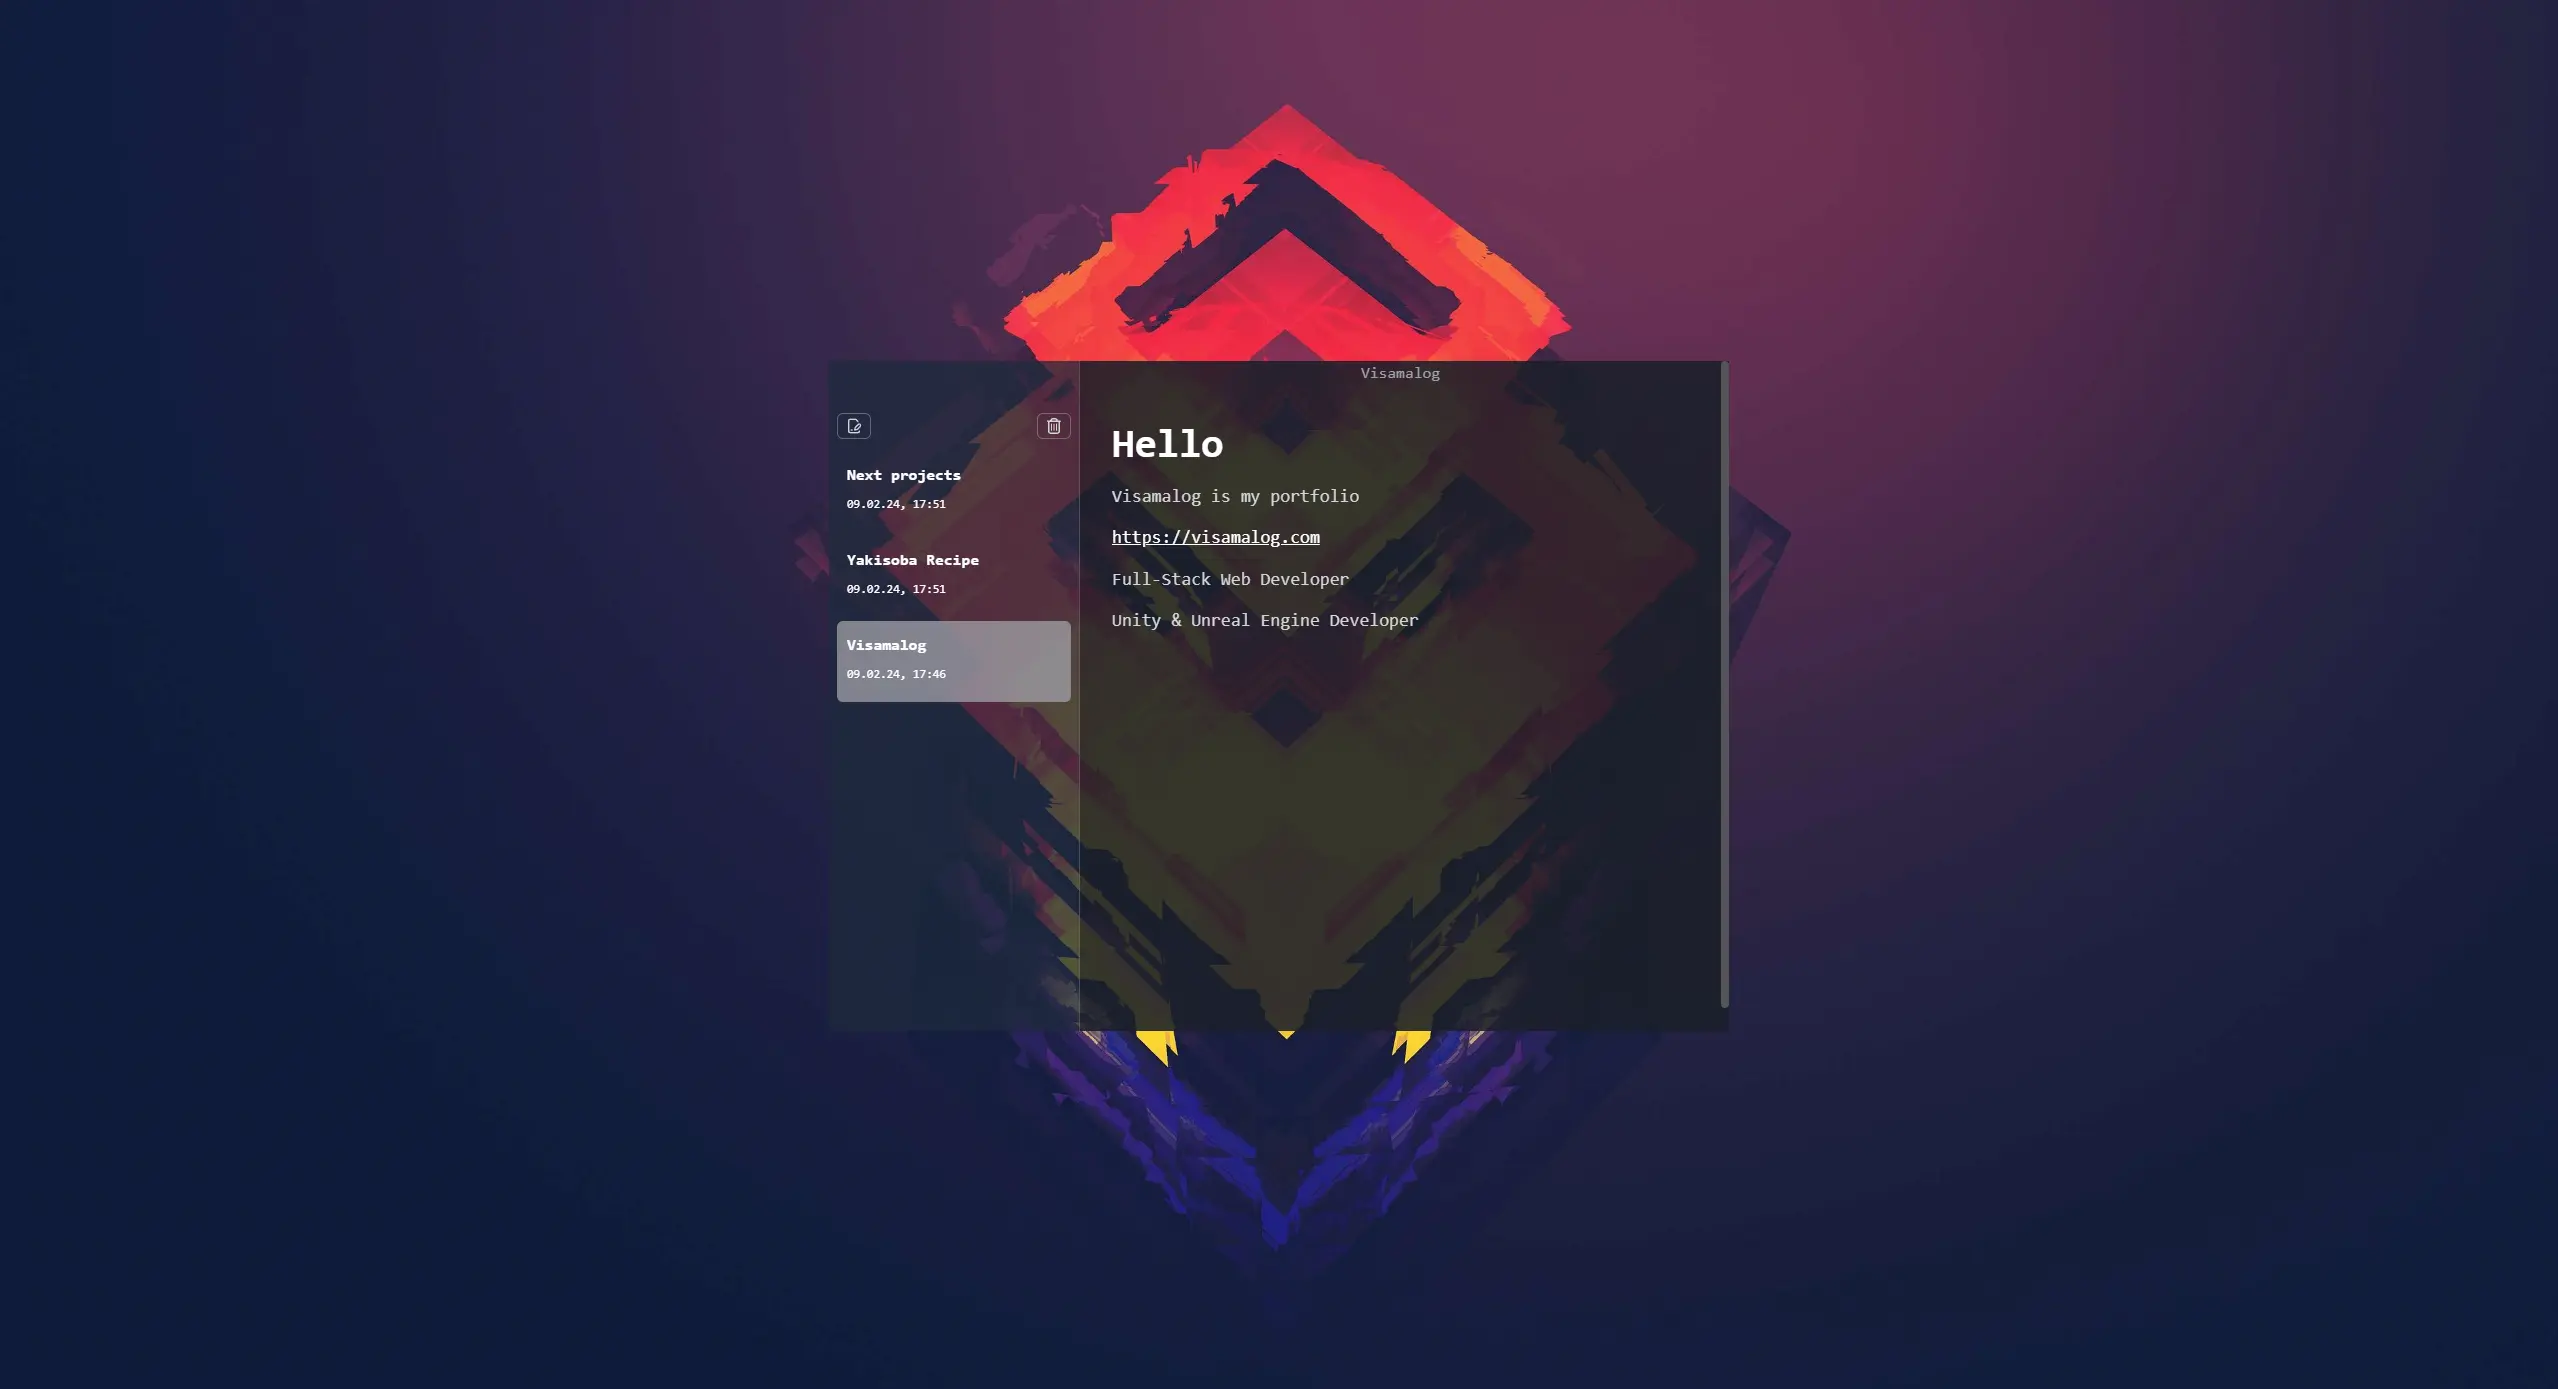 Next projects
09.02.24, 17:51
Yakisoba Recipe
09.02.24, 17:51
Visamalog
09.02.24, 17:46
Visamalog
Hello
Visamalog is my portfolio
https://visamalog.com
Full-Stack Web Developer
Unity & Unreal Engine Developer